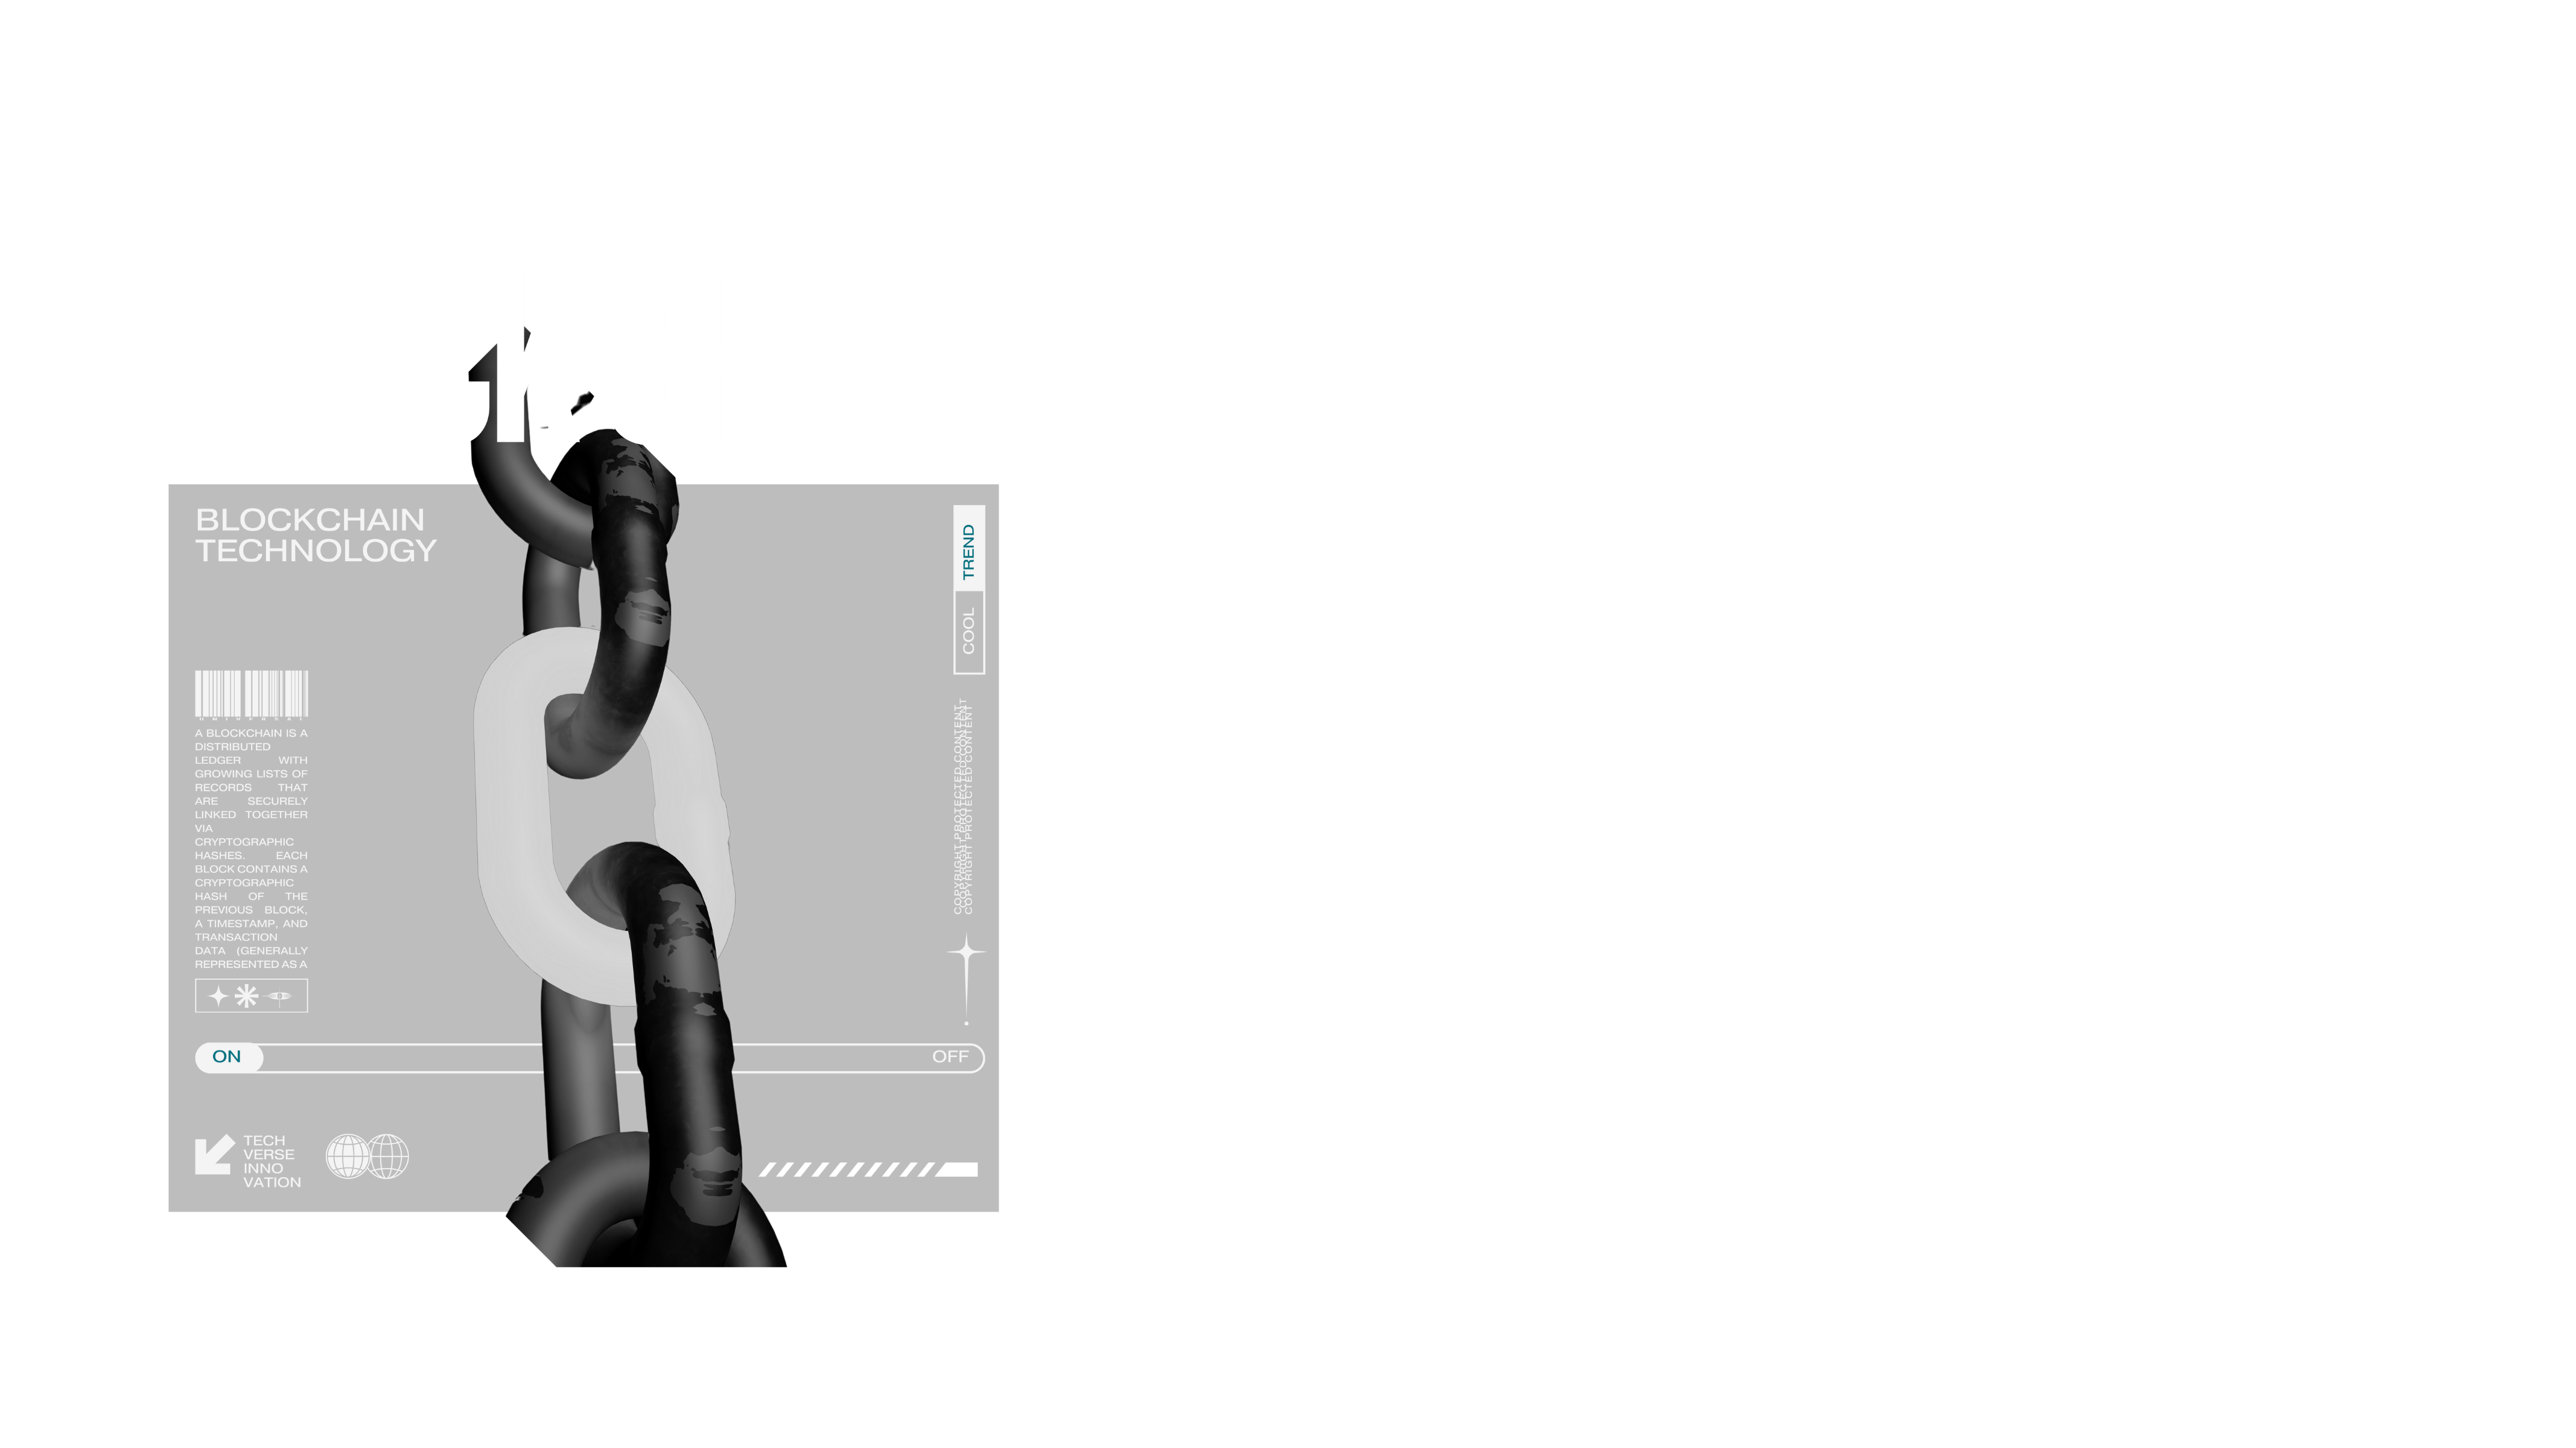 BLOCKCHAIN
TECHNOLOGY
TREND
COOL
A BLOCKCHAIN IS A
DISTRIBUTED
LEDGER WITH
GROWING LISTS OF
RECORDS THAT
ARE SECURELY
LINKED TOGETHER
VIA
CRYPTOGRAPHIC
HASHES. EACH
BLOCK CONTAINS A
CRYPTOGRAPHIC
HASH OF THE
PREVIOUS BLOCK,
A TIMESTAMP, AND
TRANSACTION
DATA (GENERALLY
REPRESENTED AS A
COPYRIGHT PROTECTED CONTENT
COPYRIGHT PROTECTED CONTENT
COPYRIGHT PROTECTED CONTENT
ON
OFF
TECH
VERSE
INNO
VATION